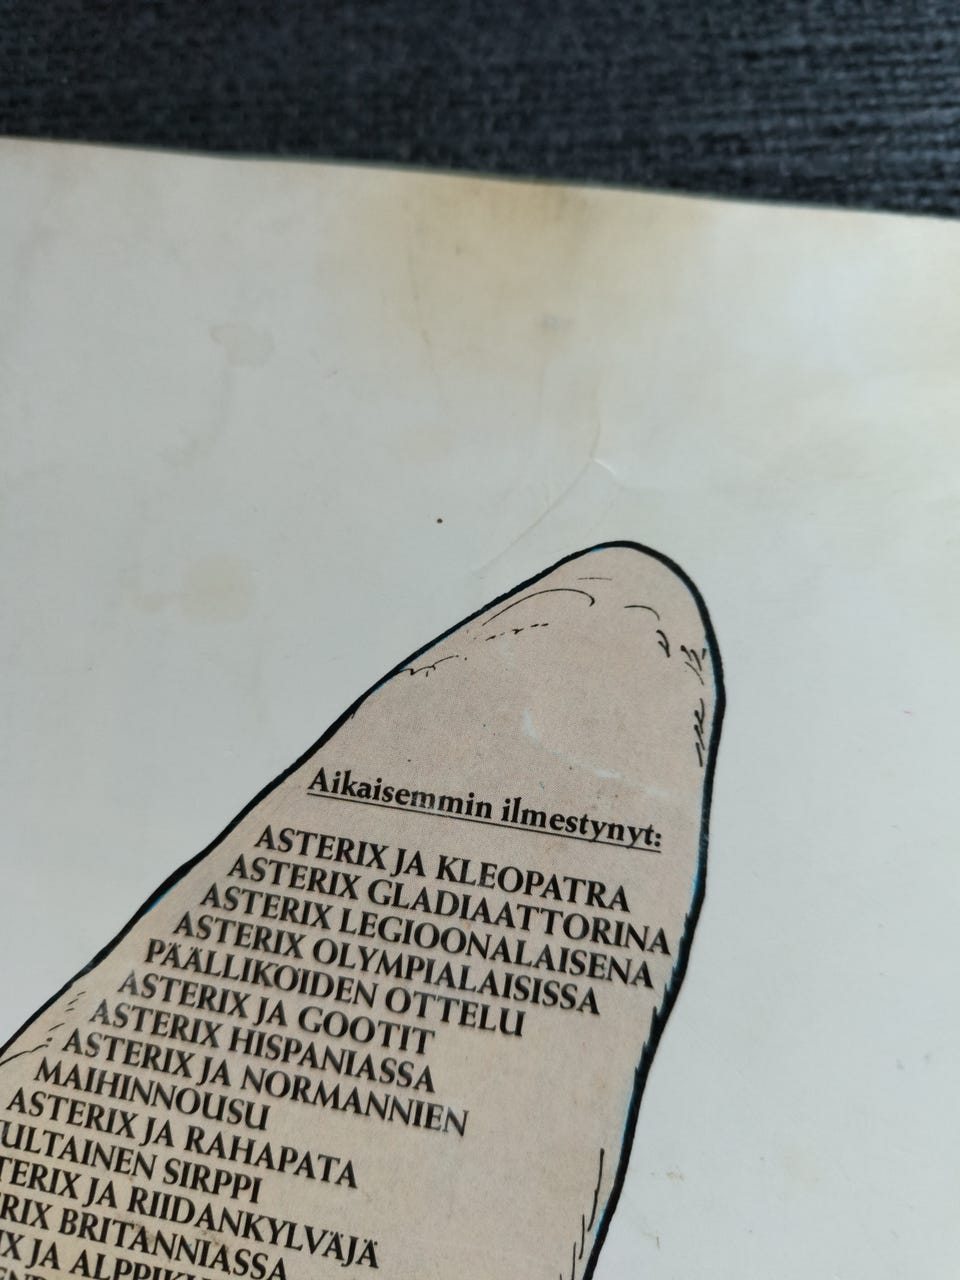 Aikaisemmin ilmestynyt:
ASTERIX JA KLEOPATRA
ASTERIX GLADIAATTORINA
ASTERIX LEGIOONALAISENA
ASTERIX OLYMPIALAISISSA
PÄÄLLIKÖIDEN OTTELU
ASTERIX JA GOOTIT
ASTERIX HISPANIASSA
ASTERIX JA NORMANNIEN
MAIHINNOUSU
ASTERIX JA RAHAPATA
ULTAINEN SIRPPI
TERIX JA RIIDANKYLVÄJÄ
RIX BRITANNIASSA
IX JA